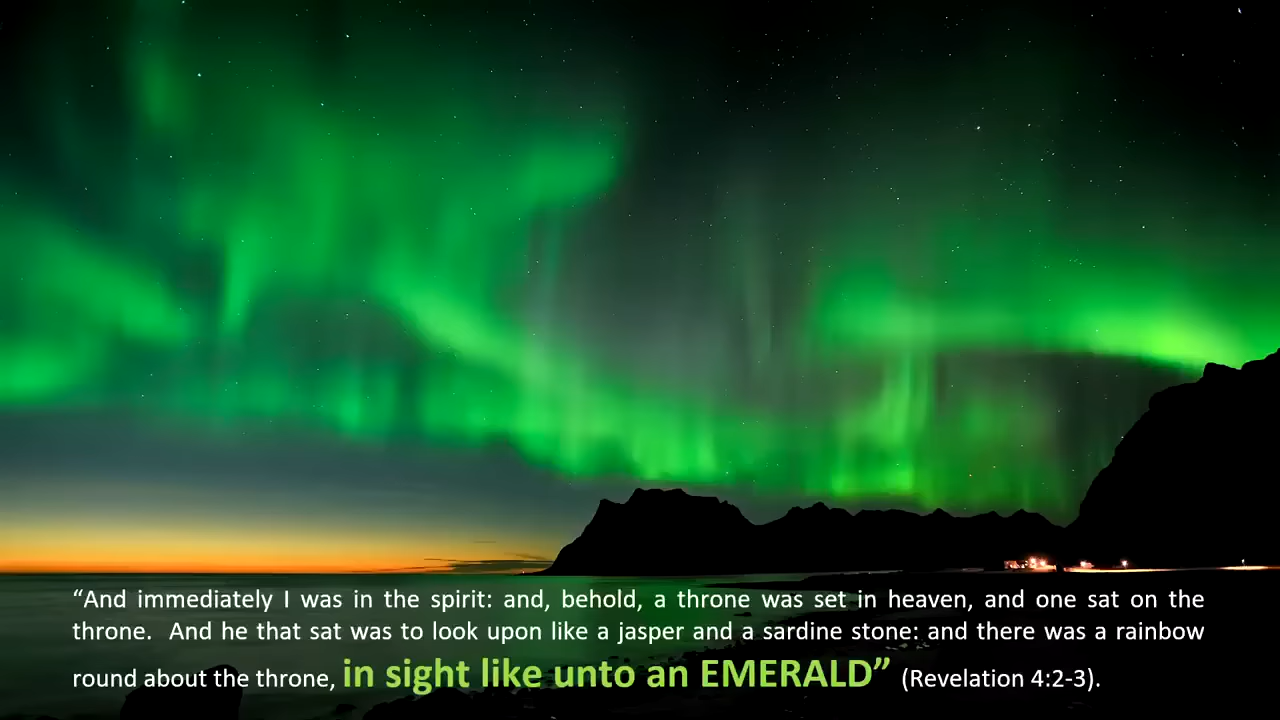 “And immediately I was in the spirit: and, behold, a throne was set in heaven, and one sat on the
throne.  And he that sat was to look upon like a jasper and a sardine stone: and there was a rainbow
round about the throne, in sight like unto an EMERALD” (Revelation 4:2-3).